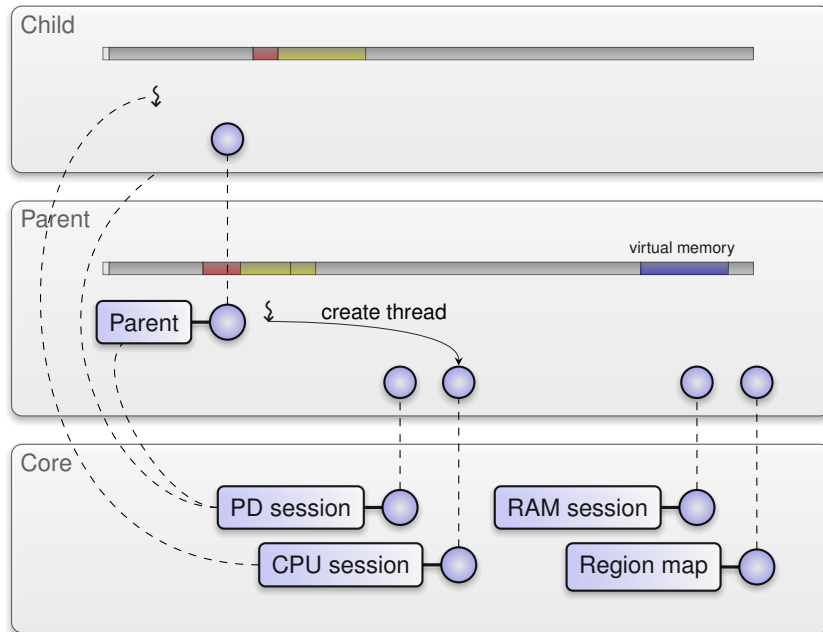 Child
Parent
virtual memory
Parent
create thread
Core
PD session
RAM session
CPU session
Region map